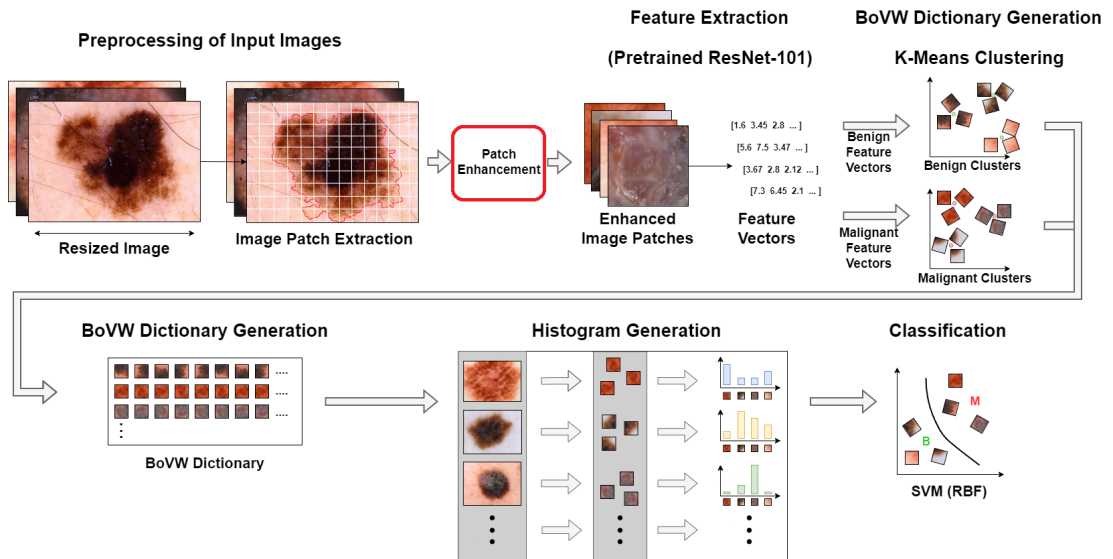 Preprocessing of Input Images
Resized Image
Image Patch Extraction
Patch
Enhancement
Feature Extraction
(Pretrained ResNet-101)
Enhanced
Image Patches
[1.6 3.45 2.8 ... ]
[5.6 7.5 3.47 ... ]
[3.67 2.8 2.12 ... ]
[7.3 6.45 2.1 ... ]
Feature
Vectors
Benign
Feature
Vectors
Malignant
Feature
Vectors
BoVW Dictionary Generation
K-Means Clustering
Benign Clusters
Malignant Clusters
BoVW Dictionary Generation
....
....
....
BoVW Dictionary
Histogram Generation
Classification
M
B
SVM (RBF)